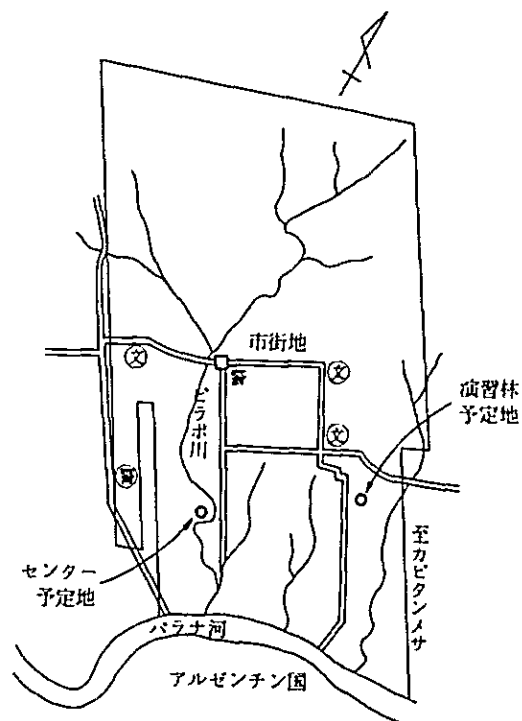 市街地
文
文
文
演習林
予定地
ピラポ川
センター
予定地
至カピタンメサ
パラナ河
アルゼンチン国